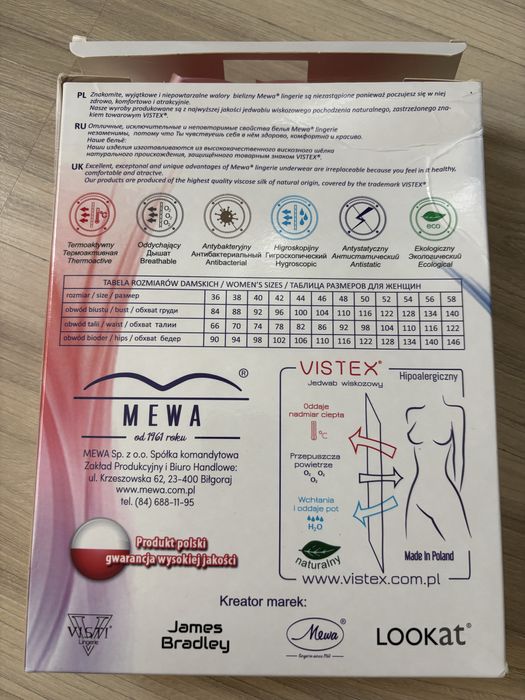 PL Znakomite, wyjątkowe i niepowtarzalne walory bielizny Mewa® lingerie są niezastąpione ponieważ poczujesz się w niej
zdrowo, komfortowo i atrakcyjnie.
Nasze wyroby produkowane są z najwyższej jakości jedwabiu wiskozowego pochodzenia naturalnego, zastrzeżonego zna-
kiem towarowym VISTEX®.
RU Отличные, исключительные и неповторимые свойства белья Mewa® lingerie
незаменимы, потому что Ты чувствуешь себя в нём здорово, комфортно и красиво.
Наше бельё:
Наши изделия изготавливаются из высококачественного вискозного шёлка
натурального происхождения, защищённого товарным знаком VISTEX®.
UK Excellent, exceptional and unique advantages of Mewa® lingerie underwear are irreplaceable because you feel in it healthy,
comfortable and atractive.
Our products are produced of the highest quality viscose silk of natural origin, covered by the trademark VISTEX®.
eco
Termoaktywny Oddychający Antybakteryjny Higroskopijny Antystatyczny Ekologiczny
Термоактивное Дышат Антибактериальный Гигроскопический Антистатический Экологический
Thermoactive Breathable Antibacterial Hygroscopic Antistatic Ecological
TABELA ROZMIARÓW DAMSKICH / WOMEN'S SIZES / ТАБЛИЦА РАЗМЕРОВ ДЛЯ ЖЕНЩИН
rozmiar / size / размер 36 38 40 42 44 46 48 50 52 54 56 58
obwód biustu / bust / обхват груди 84 88 92 96 100 104 110 116 122 128 134 140
obwód talii / waist / обхват талии 66 70 74 78 82 86 92 98 104 110 116 122
obwód bioder / hips / обхват бедер 90 94 98 102 106 110 116 122 128 134 140 146
®
MEWA
od 1961 roku
MEWA Sp. z o.o. Spółka komandytowa
Zakład Produkcyjny i Biuro Handlowe:
ul. Krzeszowska 62, 23-400 Biłgoraj
www.mewa.com.pl
tel. (84) 688-11-95
Produkt polski
gwarancja wysokiej jakości
VISTEX®
Jedwab wiskozowy
Hipoalergiczny
Oddaje
nadmiar ciepła
°C
Przepuszcza
powietrze
O₂ O₂
O₂
Wchłania
i oddaje pot
H₂O
naturalny
Made In Poland
www.vistex.com.pl
Kreator marek:
VISTM®
Lingerie
James
Bradley
Mewa®
lingerie since 1961
LOOKat®